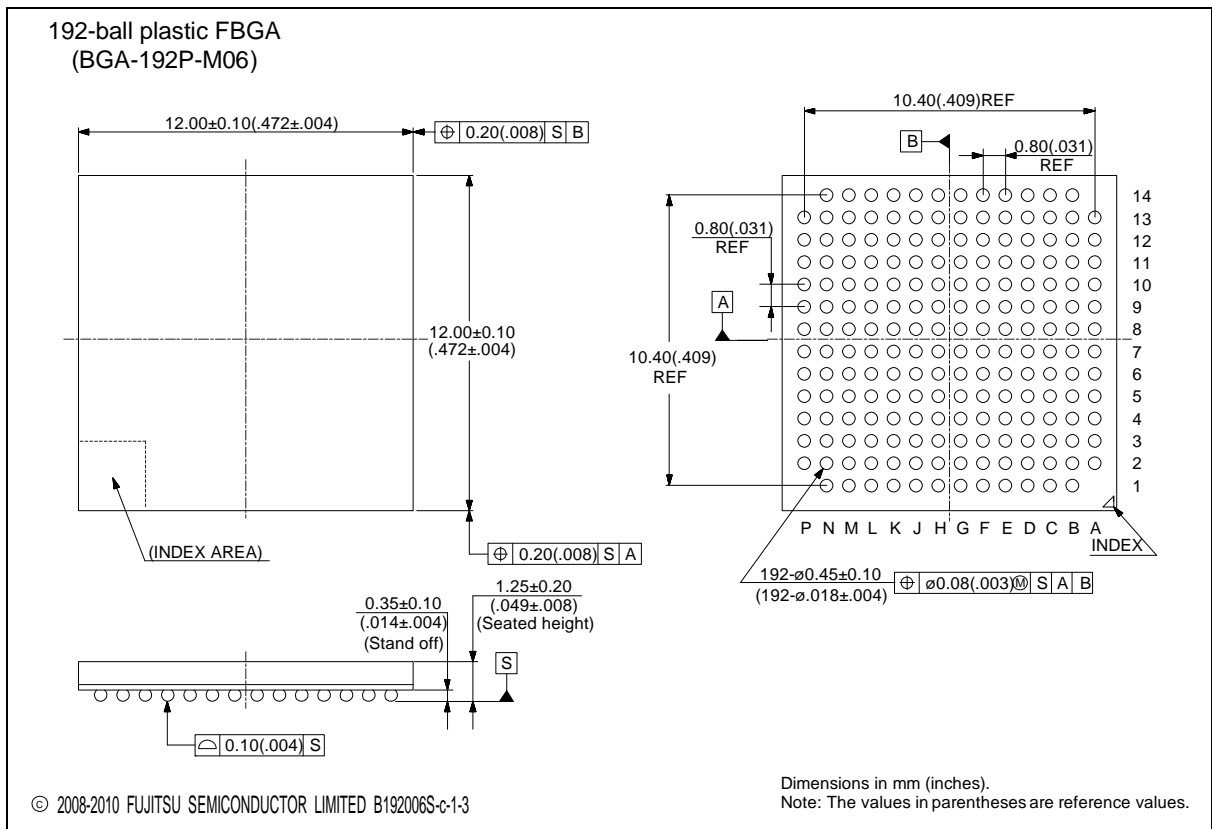 192-ball plastic FBGA
(BGA-192P-M06)
12.00±0.10(.472±.004)
⌖ 0.20(.008) S B
12.00±0.10
(.472±.004)
(INDEX AREA)
⌖ 0.20(.008) S A
10.40(.409)REF
B
0.80(.031)
REF
0.80(.031)
REF
A
10.40(.409)
REF
14
13
12
11
10
9
8
7
6
5
4
3
2
1
P N M L K J H G F E D C B A
INDEX
192-ø0.45±0.10
(192-ø.018±.004)
⌖ ø0.08(.003)Ⓜ S A B
0.35±0.10
(.014±.004)
(Stand off)
1.25±0.20
(.049±.008)
(Seated height)
S
⌓ 0.10(.004) S
© 2008-2010 FUJITSU SEMICONDUCTOR LIMITED B192006S-c-1-3
Dimensions in mm (inches).
Note: The values in parentheses are reference values.